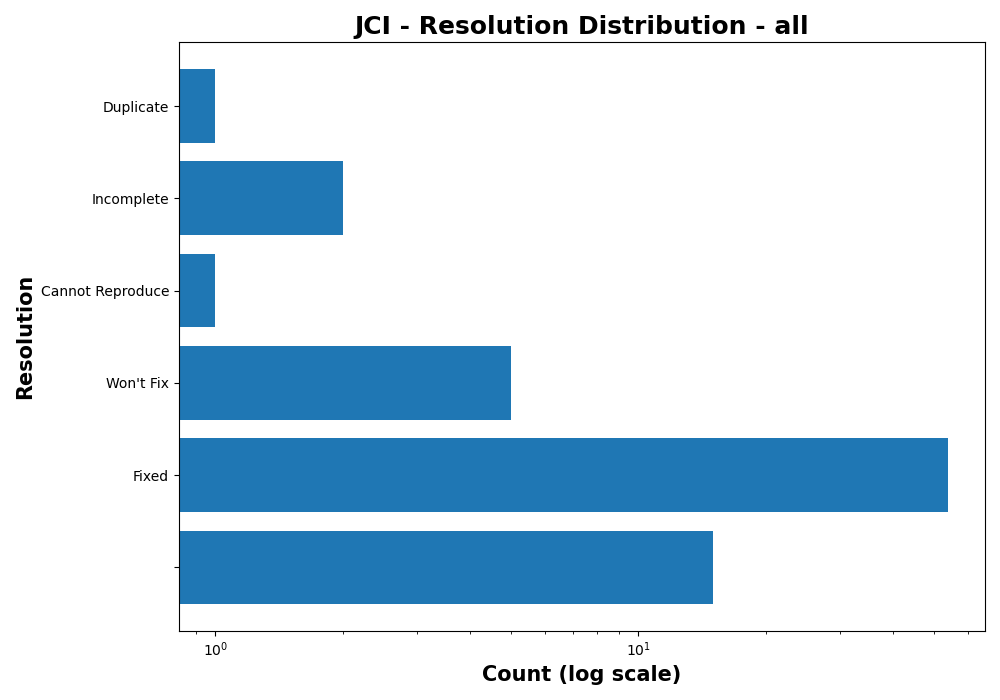 JCI - Resolution Distribution - all
Duplicate
Incomplete
Cannot Reproduce
Won't Fix
Fixed
Resolution
10⁰
10¹
Count (log scale)